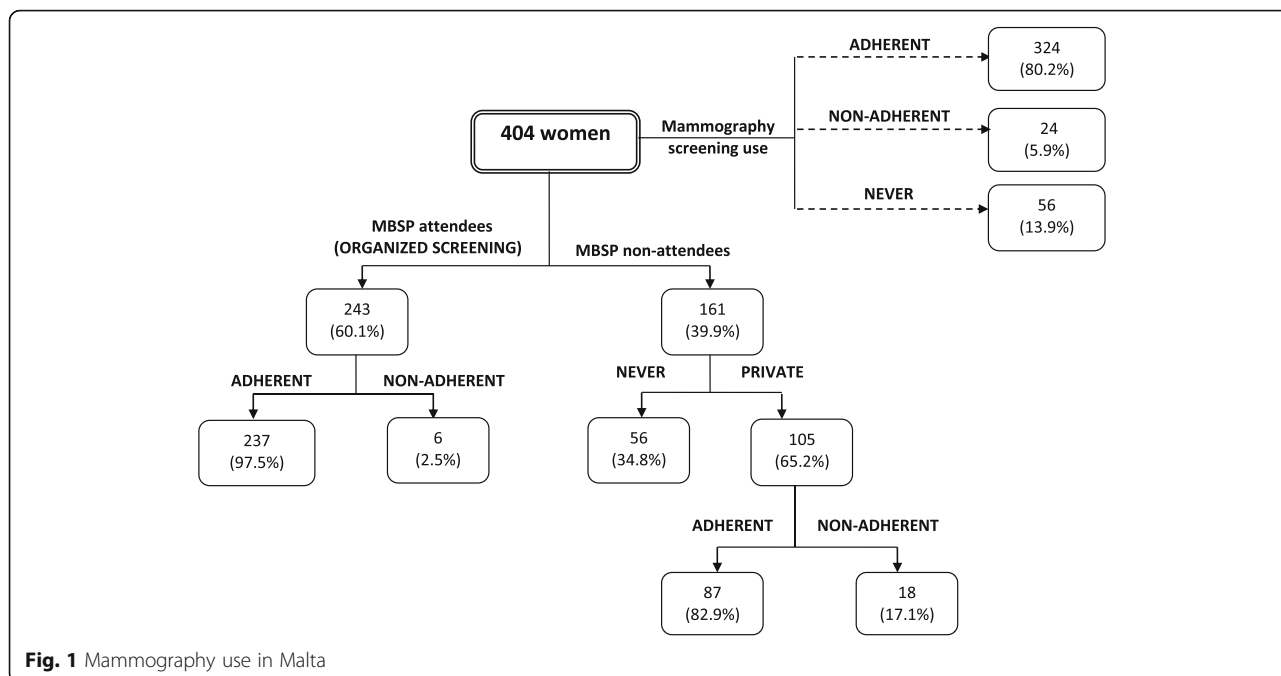 ADHERENT
324
(80.2%)
404 women
Mammography
screening use
NON-ADHERENT
24
(5.9%)
NEVER
56
(13.9%)
MBSP attendees
(ORGANIZED SCREENING)
MBSP non-attendees
243
(60.1%)
161
(39.9%)
ADHERENT
NON-ADHERENT
NEVER
PRIVATE
237
(97.5%)
6
(2.5%)
56
(34.8%)
105
(65.2%)
ADHERENT
NON-ADHERENT
87
(82.9%)
18
(17.1%)
Fig. 1 Mammography use in Malta